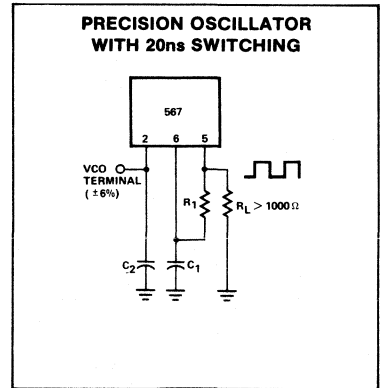 PRECISION OSCILLATOR
WITH 20ns SWITCHING
567
2 6 5
VCO
TERMINAL
(±6%)
R1
RL > 1000 Ω
C2
C1